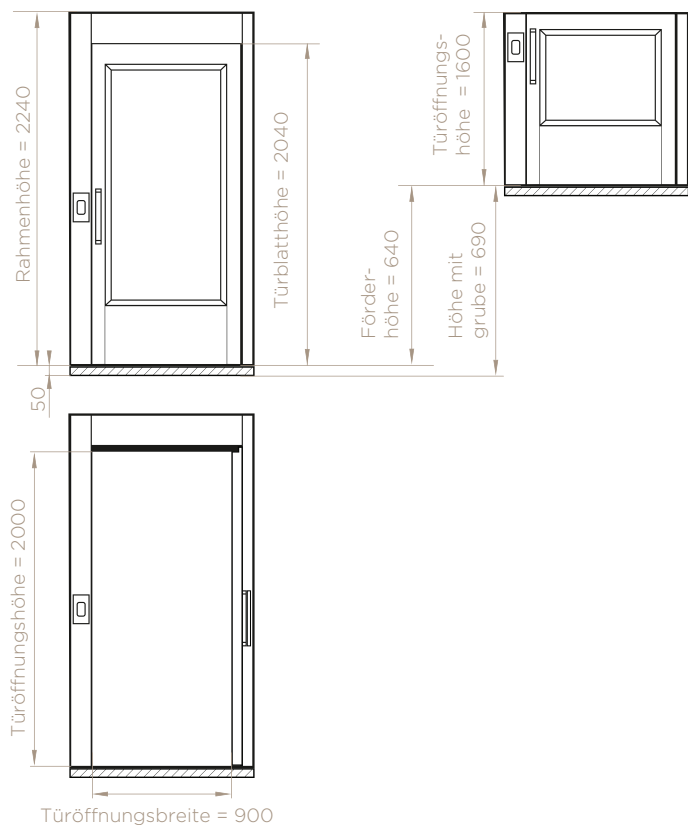 Rahmenhöhe = 2240
Türblatthöhe = 2040
Türöffnungs-
höhe = 1600
Förder-
höhe = 640
Höhe mit
grube = 690
50
Türöffnungshöhe = 2000
Türöffnungsbreite = 900